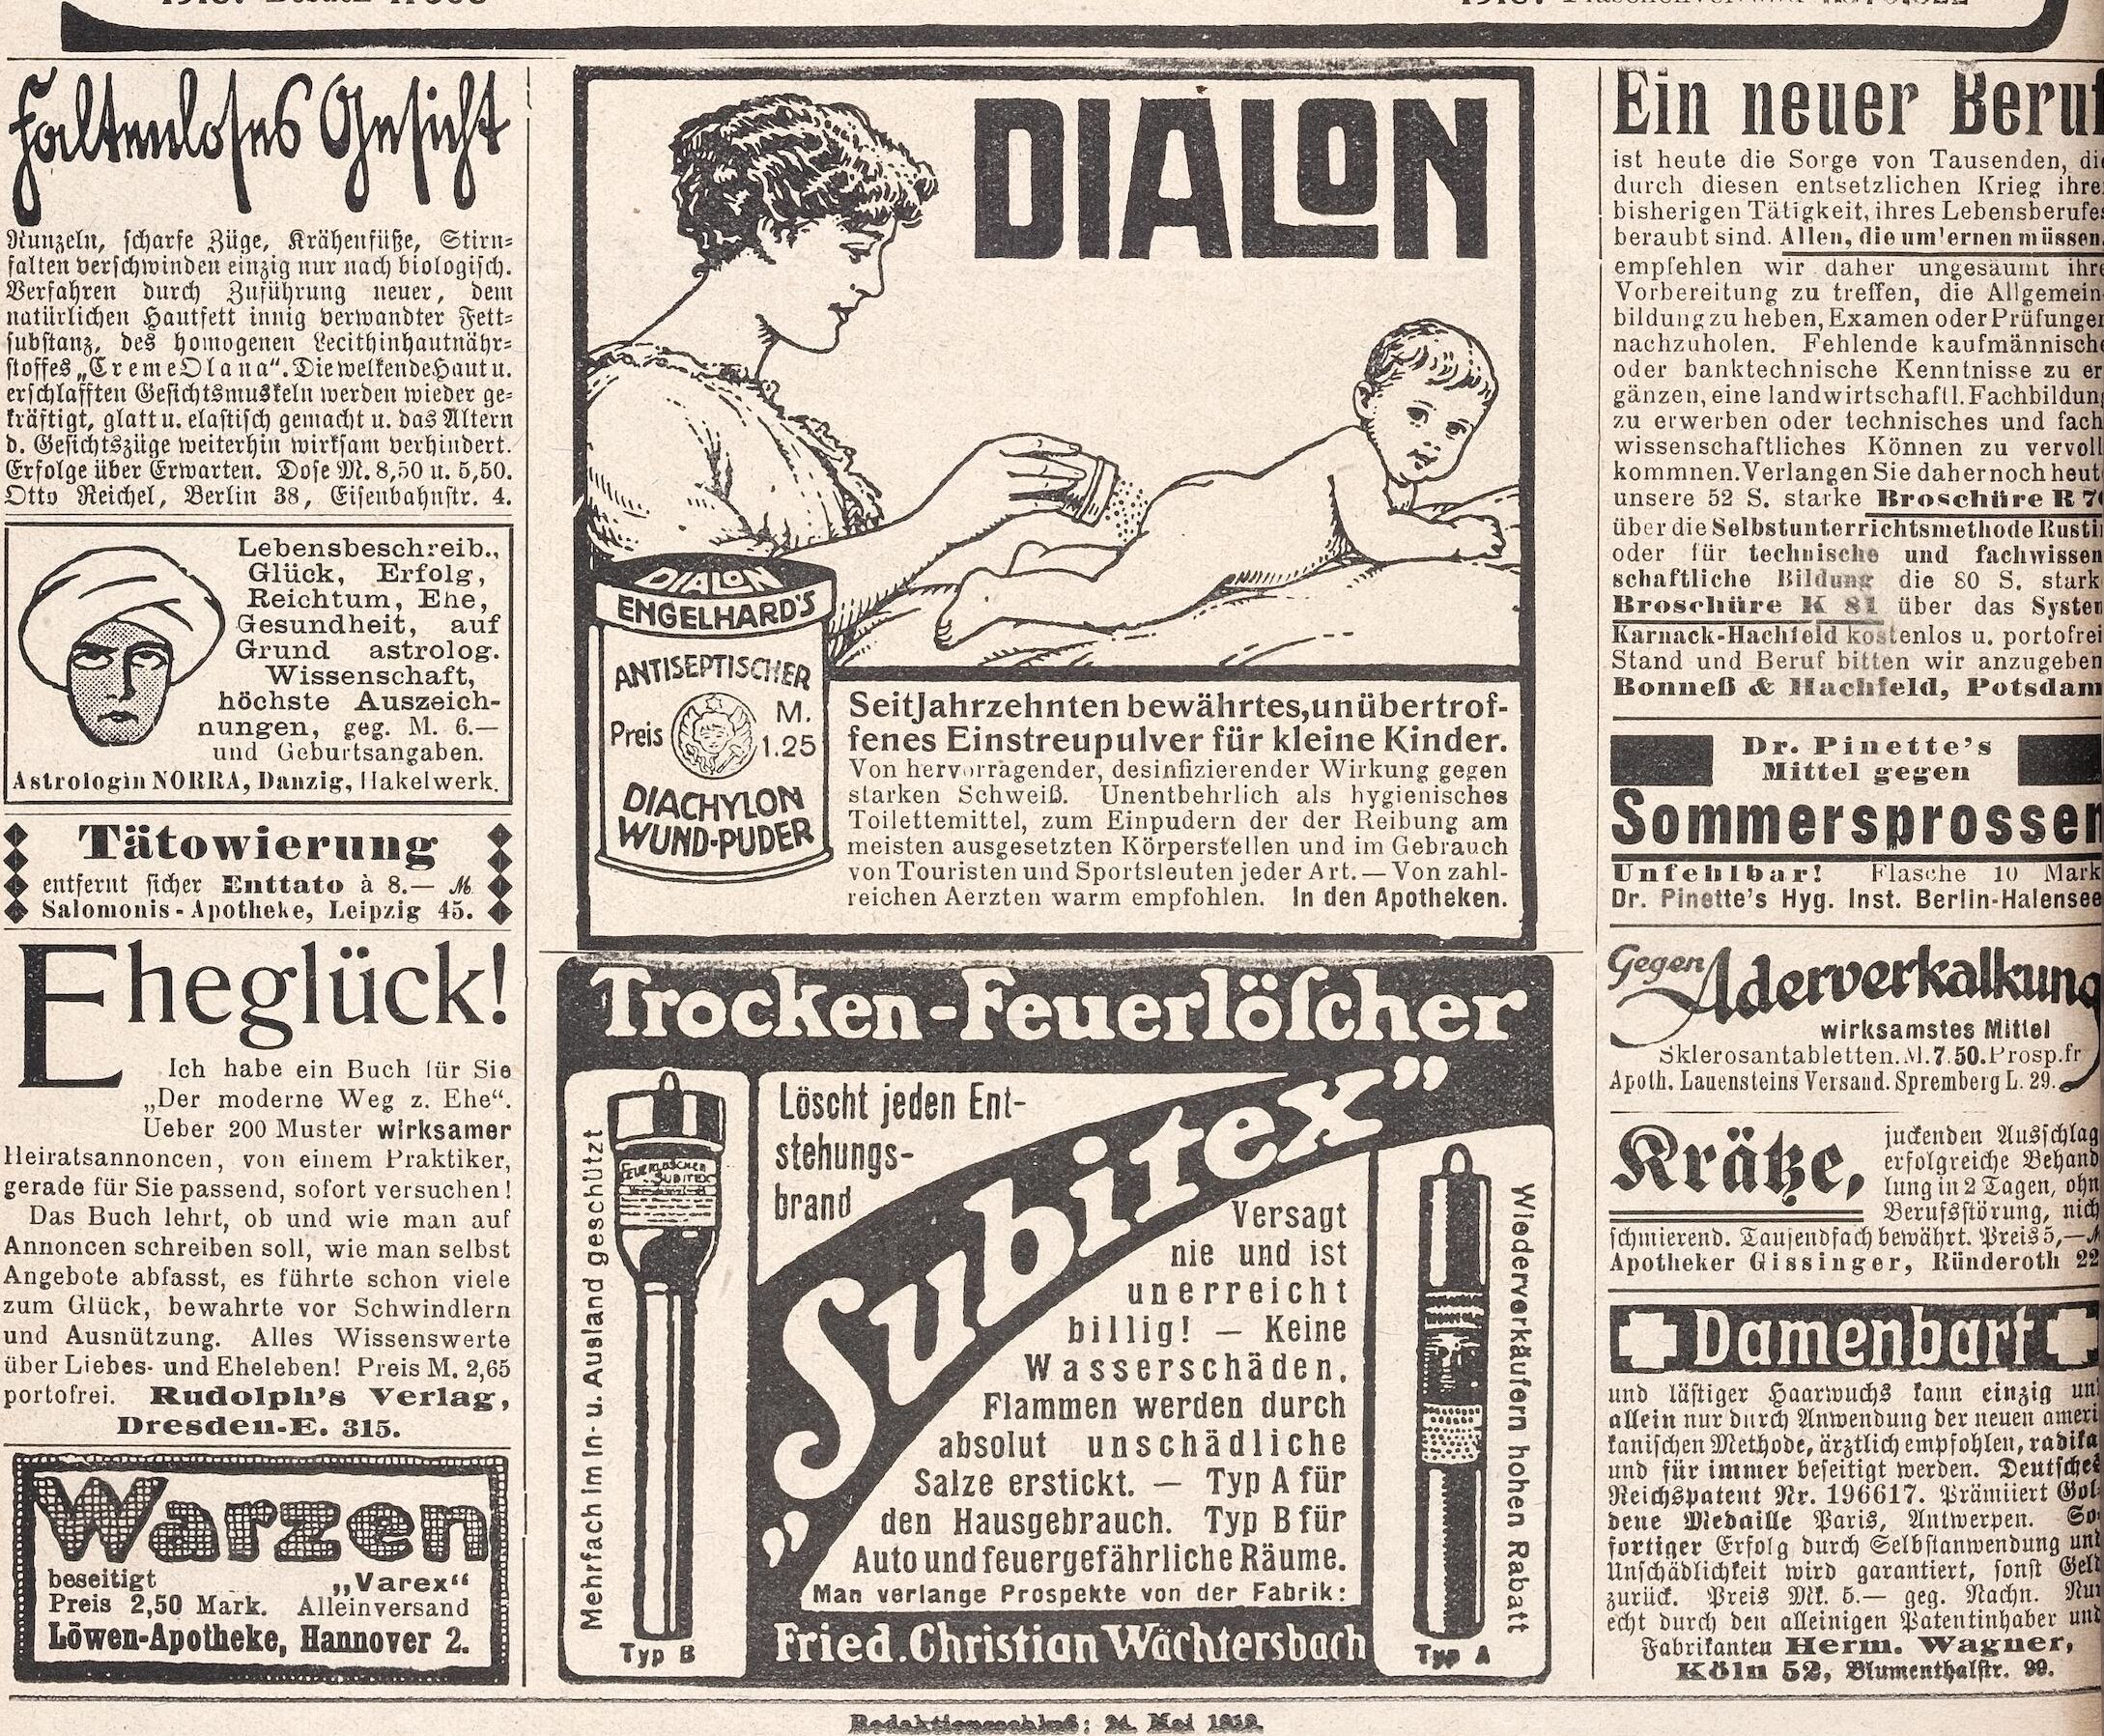 Faltenloses Gesicht
Runzeln, scharfe Züge, Krähenfüße, Stirn-
falten verschwinden einzig nur nach biologisch.
Verfahren durch Zuführung neuer, dem
natürlichen Hautfett innig verwandter Fett-
substanz, des homogenen Lecithinhautnähr-
stoffes „Creme Olana“. Die welkende Haut u.
erschlafften Gesichtsmuskeln werden wieder ge-
kräftigt, glatt u. elastisch gemacht u. das Altern
d. Gesichtszüge weiterhin wirksam verhindert.
Erfolge über Erwarten. Dose M. 8,50 u. 5,50.
Otto Reichel, Berlin 38, Eisenbahnstr. 4.
Lebensbeschreib.,
Glück, Erfolg,
Reichtum, Ehe,
Gesundheit, auf
Grund astrolog.
Wissenschaft,
höchste Auszeich-
nungen, geg. M. 6.—
und Geburtsangaben.
Astrologin NORRA, Danzig, Hakelwerk.
Tätowierung
entfernt sicher Enttato à 8.— M
Salomonis-Apotheke, Leipzig 45.
Eheglück!
Ich habe ein Buch für Sie
„Der moderne Weg z. Ehe“.
Ueber 200 Muster wirksamer
Heiratsannoncen, von einem Praktiker,
gerade für Sie passend, sofort versuchen!
Das Buch lehrt, ob und wie man auf
Annoncen schreiben soll, wie man selbst
Angebote abfasst, es führte schon viele
zum Glück, bewahrte vor Schwindlern
und Ausnützung. Alles Wissenswerte
über Liebes- und Eheleben! Preis M. 2,65
portofrei. Rudolph's Verlag,
Dresden-E. 315.
Warzen
beseitigt „Varex“
Preis 2,50 Mark. Alleinversand
Löwen-Apotheke, Hannover 2.
DIALON
DIALON
ENGELHARD'S
ANTISEPTISCHER
Preis M. 1.25
DIACHYLON
WUND-PUDER
Seit Jahrzehnten bewährtes, unübertrof-
fenes Einstreupulver für kleine Kinder.
Von hervorragender, desinfizierender Wirkung gegen
starken Schweiß. Unentbehrlich als hygienisches
Toilettemittel, zum Einpudern der der Reibung am
meisten ausgesetzten Körperstellen und im Gebrauch
von Touristen und Sportsleuten jeder Art. — Von zahl-
reichen Aerzten warm empfohlen. In den Apotheken.
Trocken-Feuerlöscher
„Subitex”
Mehrfach im In- u. Ausland geschützt
FEUERLÖSCHER
SUBITEX
Typ B
Löscht jeden Ent-
stehungs-
brand
Versagt
nie und ist
unerreicht
billig! — Keine
Wasserschäden.
Flammen werden durch
absolut unschädliche
Salze erstickt. — Typ A für
den Hausgebrauch. Typ B für
Auto und feuergefährliche Räume.
Man verlange Prospekte von der Fabrik:
Fried. Christian Wächtersbach
Wiederverkäufern hohen Rabatt
Typ A
Ein neuer Beruf
ist heute die Sorge von Tausenden, die
durch diesen entsetzlichen Krieg ihrer
bisherigen Tätigkeit, ihres Lebensberufes
beraubt sind. Allen, die um'ernen müssen,
empfehlen wir daher ungesäumt ihre
Vorbereitung zu treffen, die Allgemein-
bildung zu heben, Examen oder Prüfungen
nachzuholen. Fehlende kaufmännische
oder banktechnische Kenntnisse zu er-
gänzen, eine landwirtschaftl. Fachbildung
zu erwerben oder technisches und fach-
wissenschaftliches Können zu vervoll-
kommnen. Verlangen Sie daher noch heute
unsere 52 S. starke Broschüre R
über die Selbstunterrichtsmethode Rustin
oder für technische und fachwissen-
schaftliche Bildung die 80 S. starke
Broschüre K 81 über das System
Karnack-Hachfeld kostenlos u. portofrei.
Stand und Beruf bitten wir anzugeben
Bonneß & Hachfeld, Potsdam
Dr. Pinette's
Mittel gegen
Sommersprossen
Unfehlbar! Flasche 10 Mark
Dr. Pinette's Hyg. Inst. Berlin-Halensee
Gegen Aderverkalkung
wirksamstes Mittel
Sklerosantabletten. M. 7.50. Prosp. fr
Apoth. Lauensteins Versand. Spremberg L. 29.
Krätze,
juckenden Ausschlag
erfolgreiche Behand-
lung in 2 Tagen, ohne
Berufsstörung, nicht
schmierend. Tausendfach bewährt. Preis 5,—
Apotheker Gissinger, Ründeroth 22
Damenbart
und lästiger Haarwuchs kann einzig und
allein nur durch Anwendung der neuen ameri-
kanischen Methode, ärztlich empfohlen, radikal
und für immer beseitigt werden. Deutsches
Reichspatent Nr. 196617. Prämiiert Gol-
dene Medaille Paris, Antwerpen. So-
fortiger Erfolg durch Selbstanwendung und
Unschädlichkeit wird garantiert, sonst Geld
zurück. Preis Mk. 5.— geg. Nachn. Nur
echt durch den alleinigen Patentinhaber und
Fabrikanten Herm. Wagner,
Köln 52, Blumenthalstr. 99.
Redaktionsschluß: 24. Mai 1919.